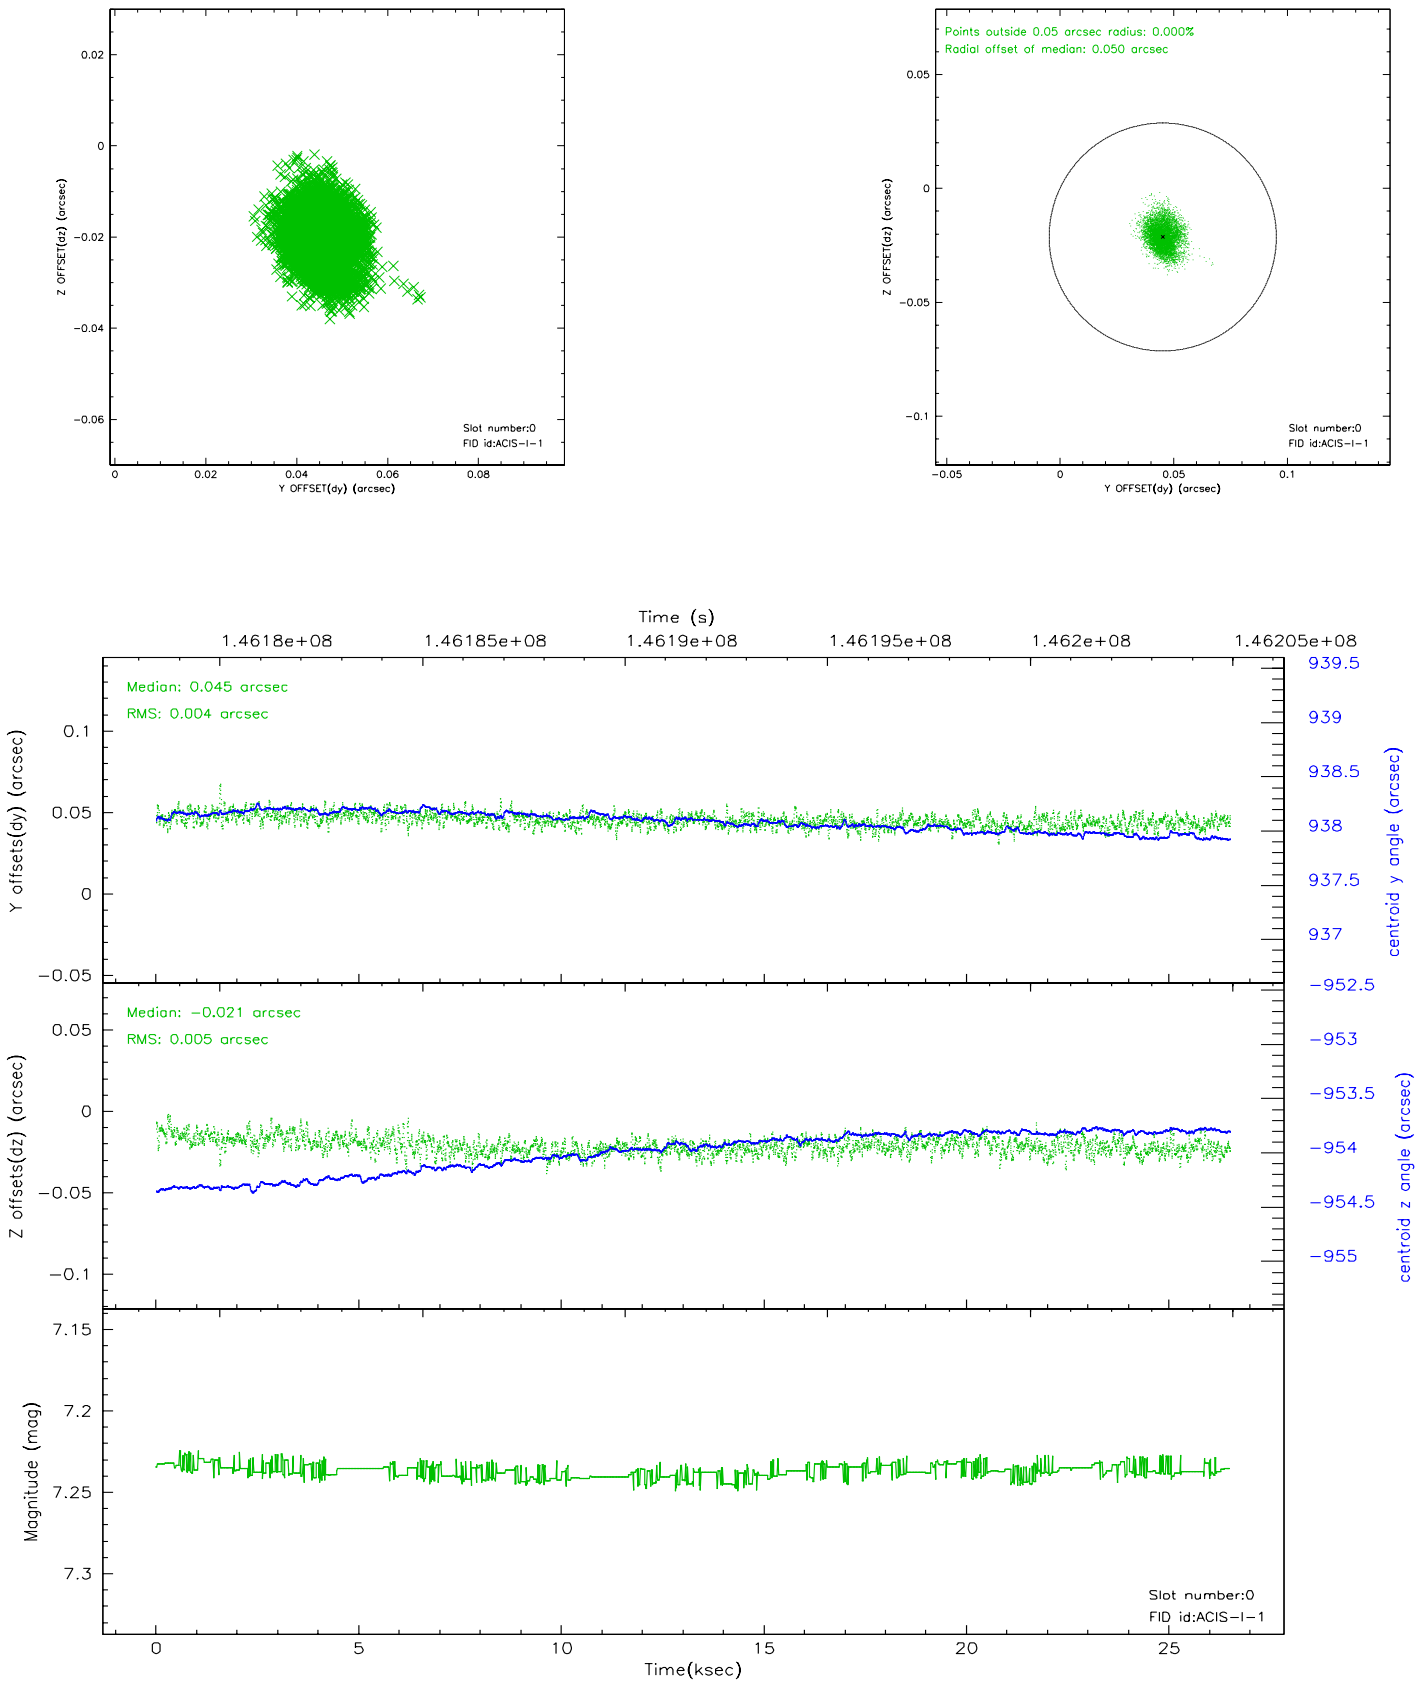 0.02
0
−0.02
−0.04
−0.06
Z OFFSET(dz) (arcsec)
Slot number:0
FID id:ACIS−I−1
0 0.02 0.04 0.06 0.08
Y OFFSET(dy) (arcsec)
Points outside 0.05 arcsec radius: 0.000%
Radial offset of median: 0.050 arcsec
0.05
0
−0.05
−0.1
Z OFFSET(dz) (arcsec)
Slot number:0
FID id:ACIS−I−1
−0.05 0 0.05 0.1
Y OFFSET(dy) (arcsec)
Time (s)
1.4618e+08 1.46185e+08 1.4619e+08 1.46195e+08 1.462e+08 1.46205e+08
Median: 0.045 arcsec
RMS: 0.004 arcsec
0.1
0.05
0
−0.05
Y offsets(dy) (arcsec)
939.5
939
938.5
938
937.5
937
centroid y angle (arcsec)
Median: −0.021 arcsec
RMS: 0.005 arcsec
0.05
0
−0.05
−0.1
Z offsets(dz) (arcsec)
−952.5
−953
−953.5
−954
−954.5
−955
centroid z angle (arcsec)
7.15
7.2
7.25
7.3
Magnitude (mag)
Slot number:0
FID id:ACIS−I−1
0 5 10 15 20 25
Time(ksec)